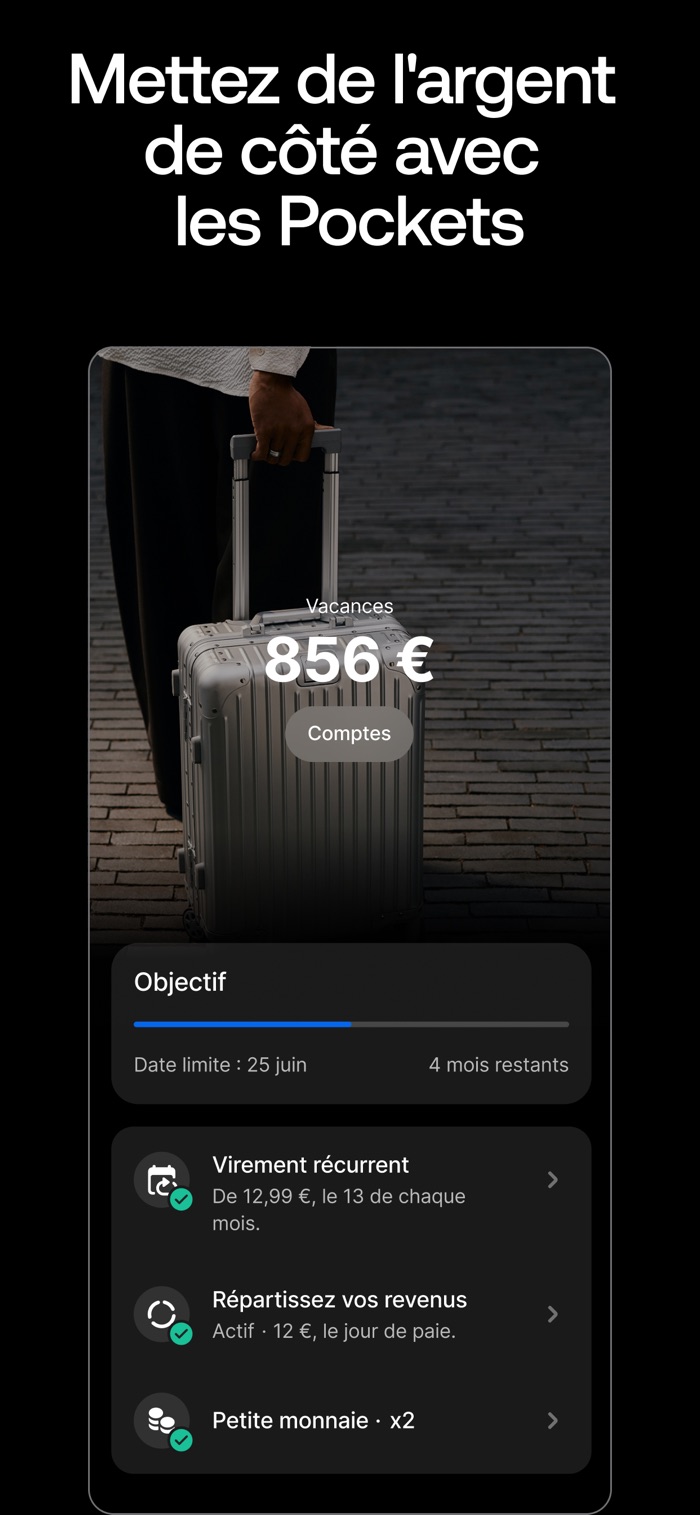 Mettez de l'argent
de côté avec
les Pockets
Vacances
856 €
Comptes
Objectif
Date limite : 25 juin
4 mois restants
Virement récurrent
De 12,99 €, le 13 de chaque
mois.
Répartissez vos revenus
Actif · 12 €, le jour de paie.
Petite monnaie · x2